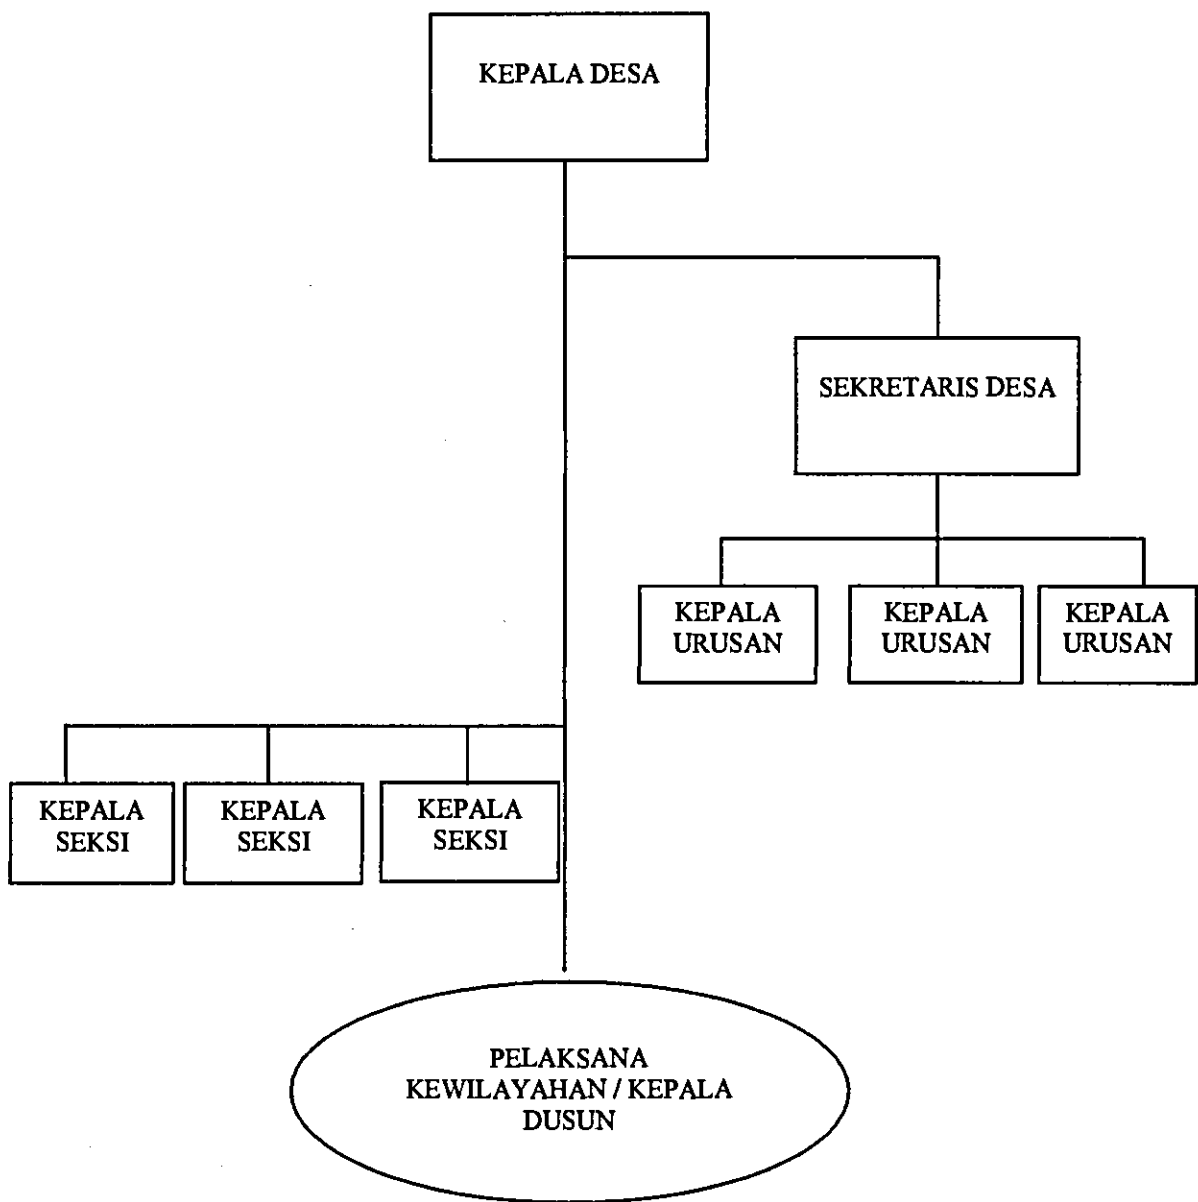 KEPALA DESA
SEKRETARIS DESA
KEPALA
URUSAN
KEPALA
URUSAN
KEPALA
URUSAN
KEPALA
SEKSI
KEPALA
SEKSI
KEPALA
SEKSI
PELAKSANA
KEWILAYAHAN / KEPALA
DUSUN